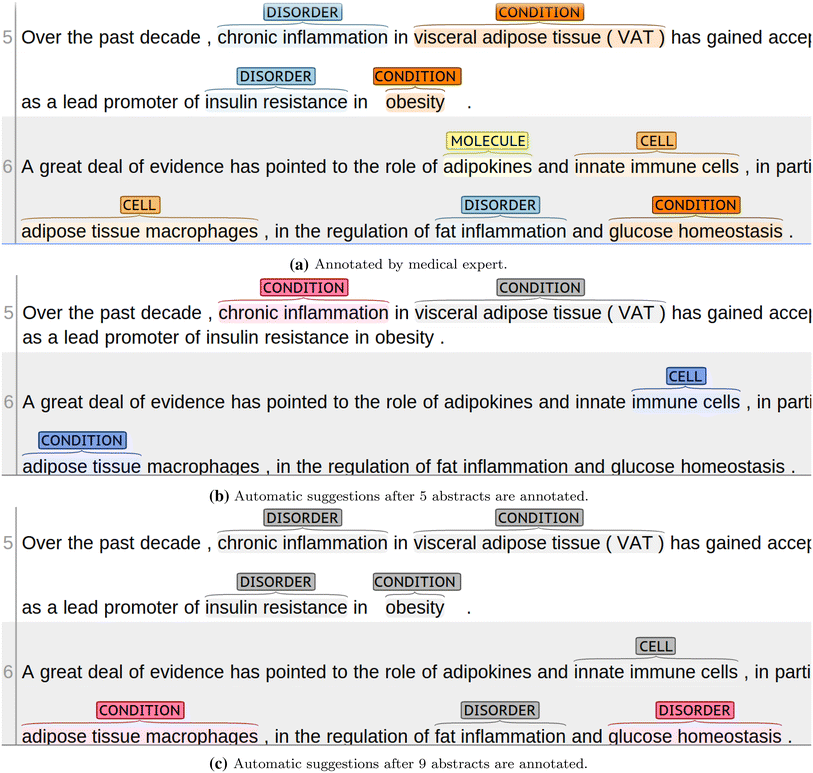 DISORDER CONDITION
5 Over the past decade , chronic inflammation in visceral adipose tissue ( VAT ) has gained accep
DISORDER CONDITION
as a lead promoter of insulin resistance in obesity .
MOLECULE CELL
6 A great deal of evidence has pointed to the role of adipokines and innate immune cells , in parti
CELL DISORDER CONDITION
adipose tissue macrophages , in the regulation of fat inflammation and glucose homeostasis .
(a) Annotated by medical expert.
CONDITION CONDITION
5 Over the past decade , chronic inflammation in visceral adipose tissue ( VAT ) has gained accep
as a lead promoter of insulin resistance in obesity .
CELL
6 A great deal of evidence has pointed to the role of adipokines and innate immune cells , in parti
CONDITION
adipose tissue macrophages , in the regulation of fat inflammation and glucose homeostasis .
(b) Automatic suggestions after 5 abstracts are annotated.
DISORDER CONDITION
5 Over the past decade , chronic inflammation in visceral adipose tissue ( VAT ) has gained accep
DISORDER CONDITION
as a lead promoter of insulin resistance in obesity .
CELL
6 A great deal of evidence has pointed to the role of adipokines and innate immune cells , in parti
CONDITION DISORDER DISORDER
adipose tissue macrophages , in the regulation of fat inflammation and glucose homeostasis .
(c) Automatic suggestions after 9 abstracts are annotated.